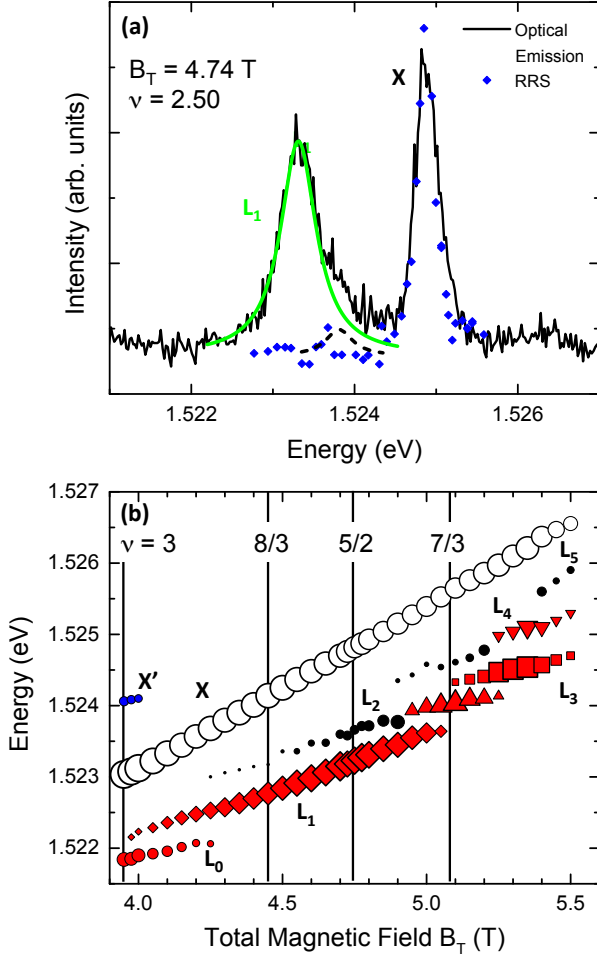 (a)
B_T = 4.74 T
ν = 2.50
X
Optical
Emission
RRS
L_1
Intensity (arb. units)
1.522
1.524
1.526
Energy (eV)
(b)
ν = 3
8/3
5/2
7/3
X'
X
L_0
L_1
L_2
L_3
L_4
L_5
Energy (eV)
1.527
1.526
1.525
1.524
1.523
1.522
4.0
4.5
5.0
5.5
Total Magnetic Field B_T (T)